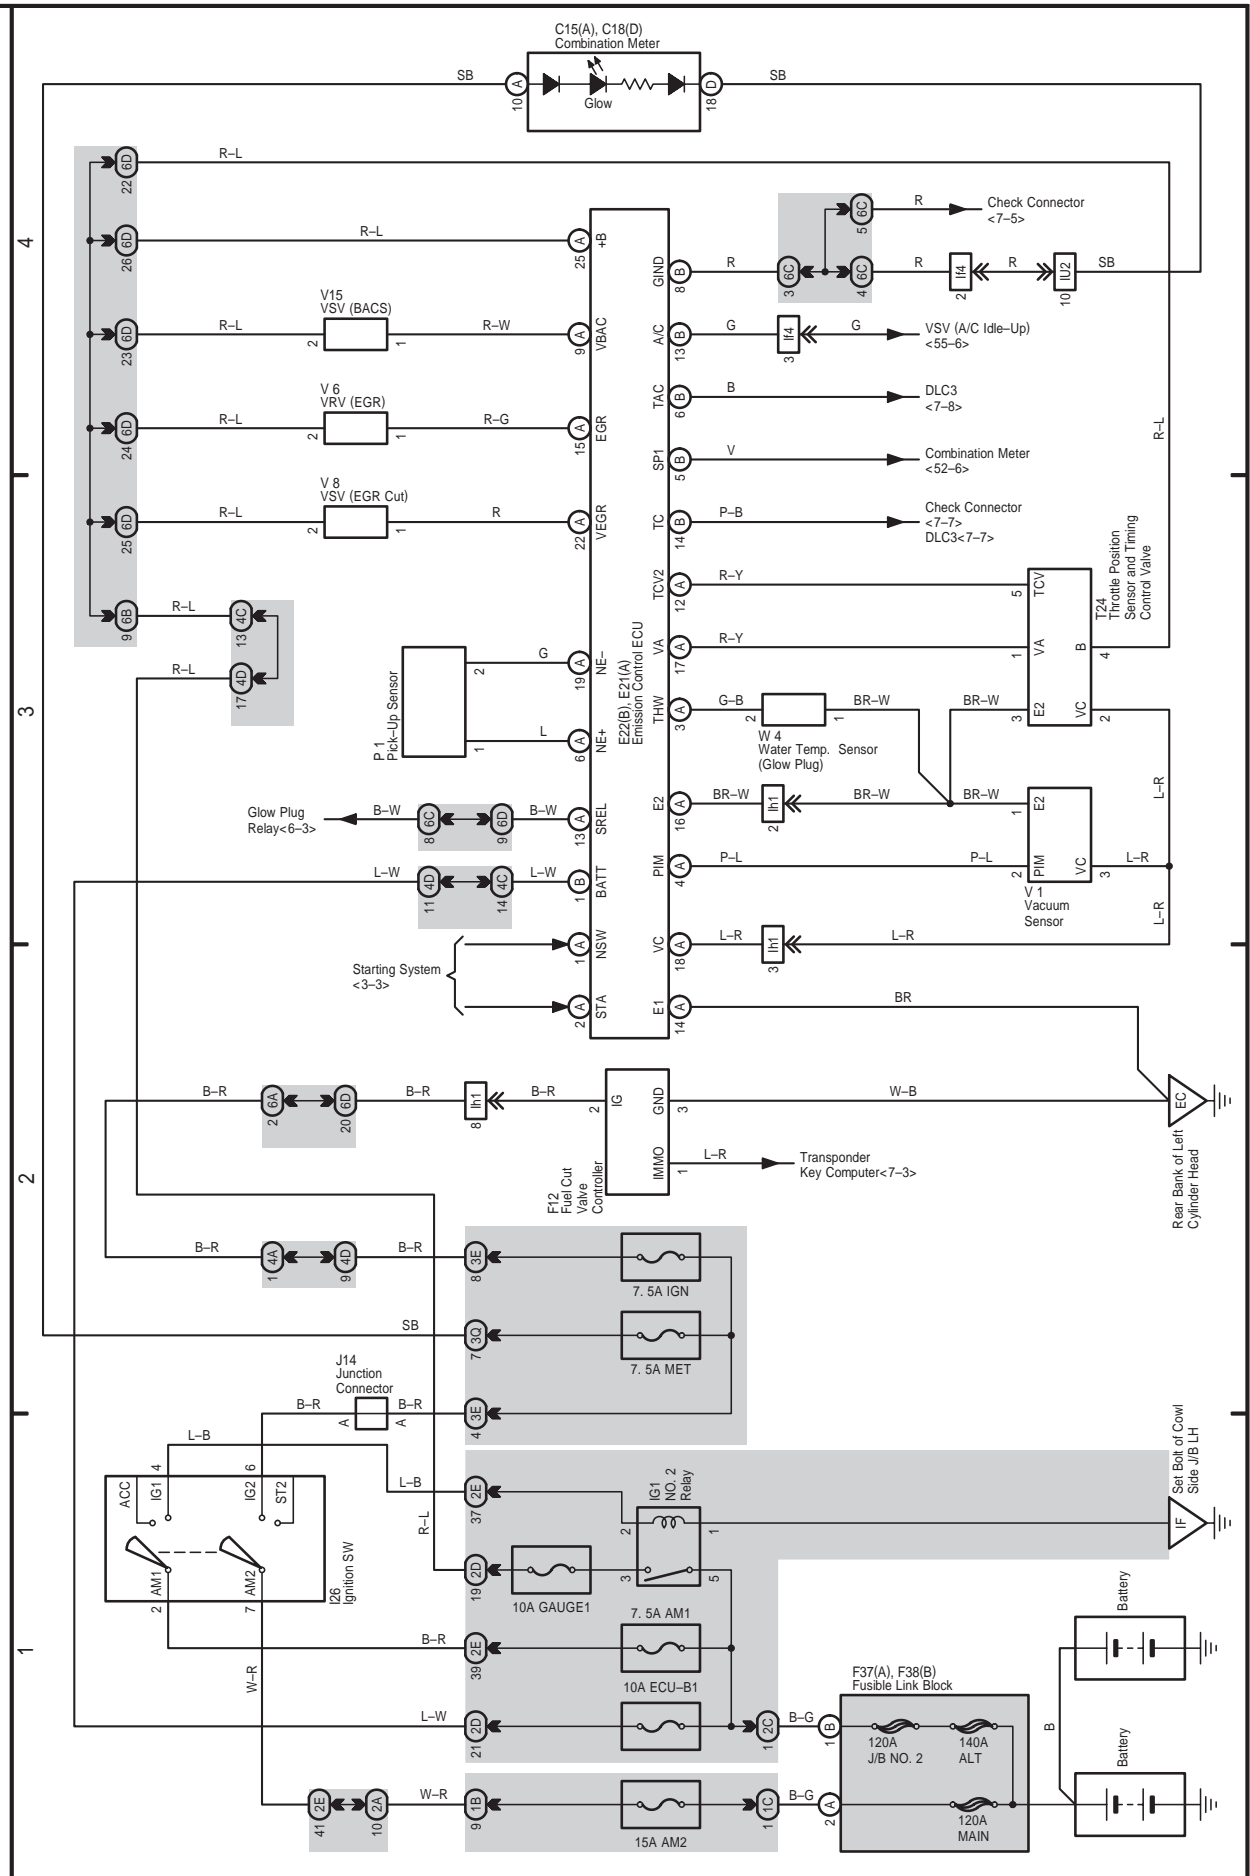 C15(A), C18(D)
Combination Meter
SB
10
A
Glow
D
18
SB
4
6D
22
R–L
6D
26
R–L
25
A
+B
V15
VSV (BACS)
6D
23
R–L
2
1
R–W
9
A
VBAC
V 6
VRV (EGR)
6D
24
R–L
2
1
R–G
15
A
EGR
V 8
VSV (EGR Cut)
6D
25
R–L
2
1
R
22
A
VEGR
6C
5
R
Check Connector
<7–5>
GIND
B
8
R
6C
3
6C
4
R
If4
2
R
IU2
10
SB
A/C
B
13
G
If4
3
G
VSV (A/C Idle–Up)
<55–6>
TAC
B
6
B
DLC3
<7–8>
SP1
B
5
V
Combination Meter
<52–6>
TC
B
14
P–B
Check Connector
<7–7>
DLC3<7–7>
R–L
3
6B
9
R–L
4C
13
R–L
4D
17
P 1
Pick–Up Sensor
2
G
19
A
NE–
1
L
6
A
NE+
E22(B), E21(A)
Emission Control ECU
TCV2
A
12
R–Y
5
TCV
VA
A
17
R–Y
1
VA
B
4
T24
Throttle Position
Sensor and Timing
Control Valve
THW
A
3
G–B
2
1
BR–W
W 4
Water Temp. Sensor
(Glow Plug)
BR–W
3
E2
VC
2
L–R
E2
A
16
BR–W
Ih1
2
BR–W
BR–W
1
E2
PIM
A
4
P–L
P–L
2
PIM
VC
3
L–R
V 1
Vacuum
Sensor
L–R
VC
A
18
L–R
Ih1
3
L–R
Glow Plug
Relay<6–3>
B–W
6C
8
6D
9
B–W
13
A
SREL
L–W
4D
11
4C
14
L–W
1
B
BATT
Starting System
<3–3>
1
A
NSW
2
A
STA
E1
A
14
BR
2
B–R
6A
2
6D
20
B–R
Ih1
8
B–R
2
IG
GND
3
W–B
EC
Rear Bank of Left
Cylinder Head
IMMO
1
L–R
Transponder
Key Computer<7–3>
F12
Fuel Cut
Valve
Controller
B–R
4A
1
4D
9
B–R
3E
8
7. 5A IGN
SB
3Q
7
7. 5A MET
J14
Junction
Connector
B–R
A
A
B–R
3E
4
L–B
L–B
2E
37
IG1
NO. 2
Relay
2
1
3
5
IF
Set Bolt of Cowl
Side J/B LH
1
ACC
IG1
4
IG2
6
ST2
AM1
2
AM2
7
I26
Ignition SW
R–L
2D
19
10A GAUGE1
B–R
2E
39
7. 5A AM1
W–R
L–W
2D
21
10A ECU–B1
2C
1
B–G
1
B
F37(A), F38(B)
Fusible Link Block
120A
J/B NO. 2
140A
ALT
2E
41
2A
10
W–R
1B
9
15A AM2
1C
1
B–G
2
A
120A
MAIN
B
Battery
Battery